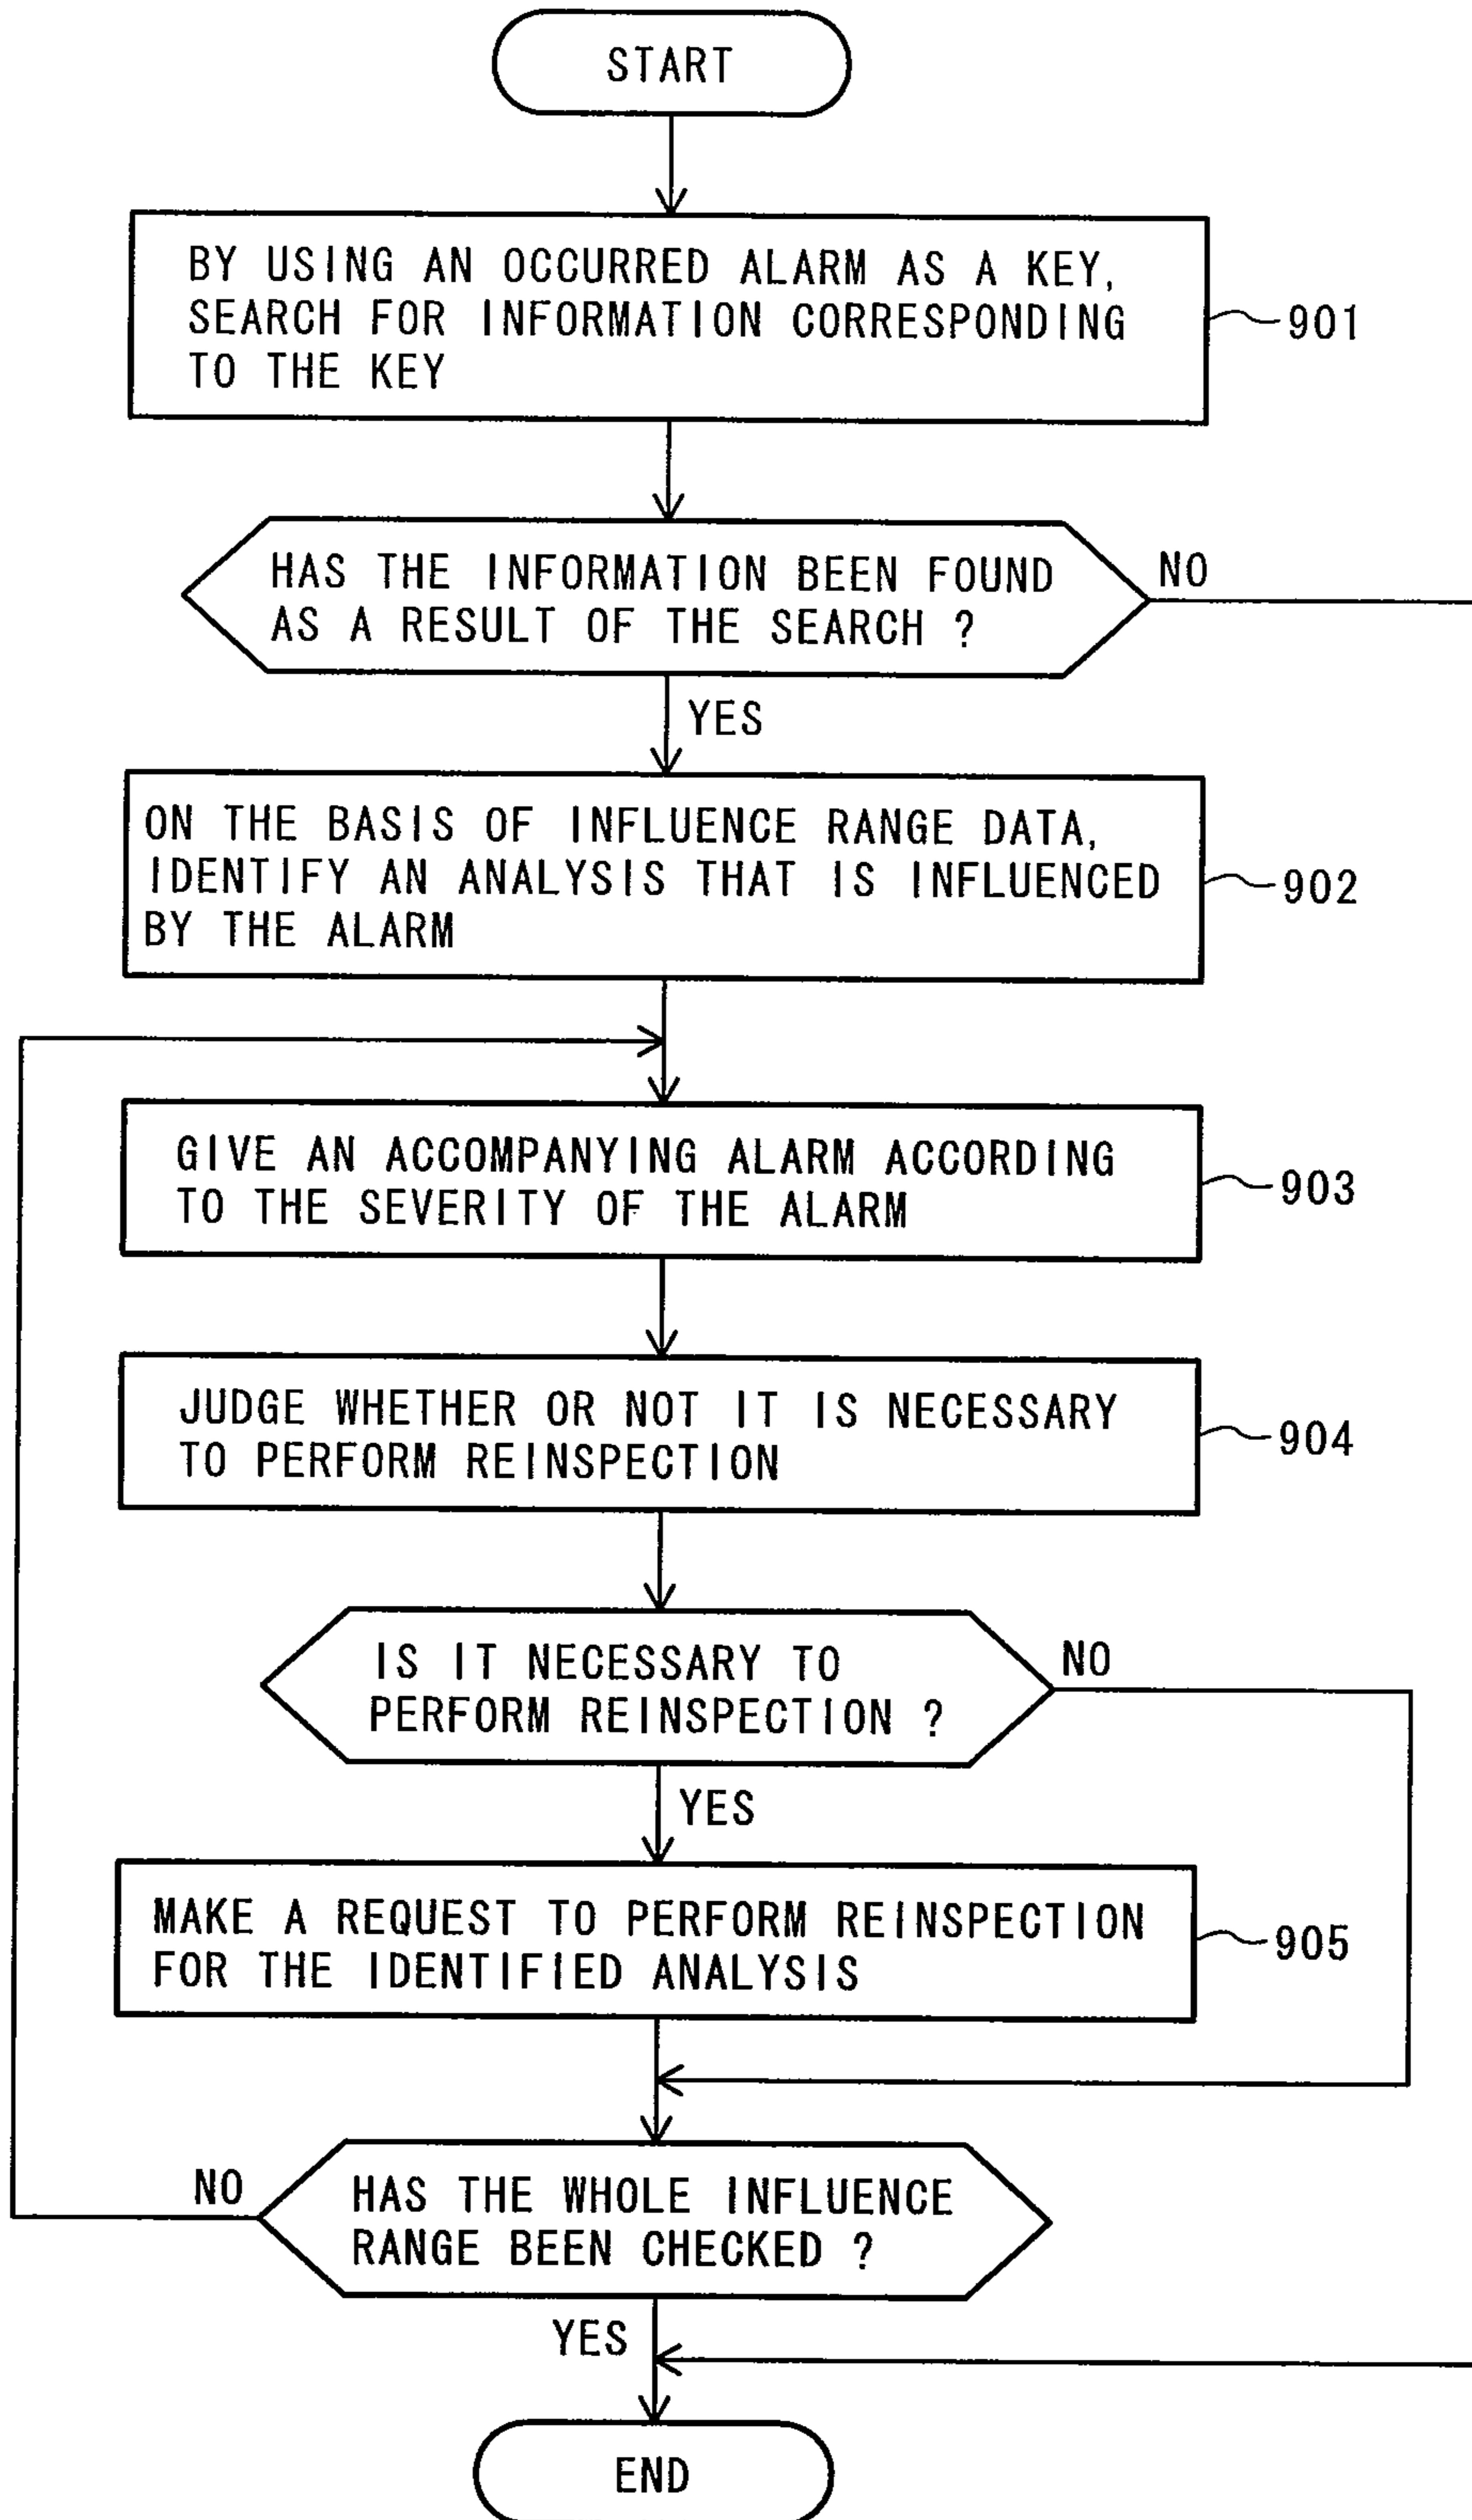 START
BY USING AN OCCURRED ALARM AS A KEY,
SEARCH FOR INFORMATION CORRESPONDING
TO THE KEY
901
HAS THE INFORMATION BEEN FOUND
AS A RESULT OF THE SEARCH ?
NO
YES
ON THE BASIS OF INFLUENCE RANGE DATA,
IDENTIFY AN ANALYSIS THAT IS INFLUENCED
BY THE ALARM
902
GIVE AN ACCOMPANYING ALARM ACCORDING
TO THE SEVERITY OF THE ALARM
903
JUDGE WHETHER OR NOT IT IS NECESSARY
TO PERFORM REINSPECTION
904
IS IT NECESSARY TO
PERFORM REINSPECTION ?
NO
YES
MAKE A REQUEST TO PERFORM REINSPECTION
FOR THE IDENTIFIED ANALYSIS
905
NO
HAS THE WHOLE INFLUENCE
RANGE BEEN CHECKED ?
YES
END